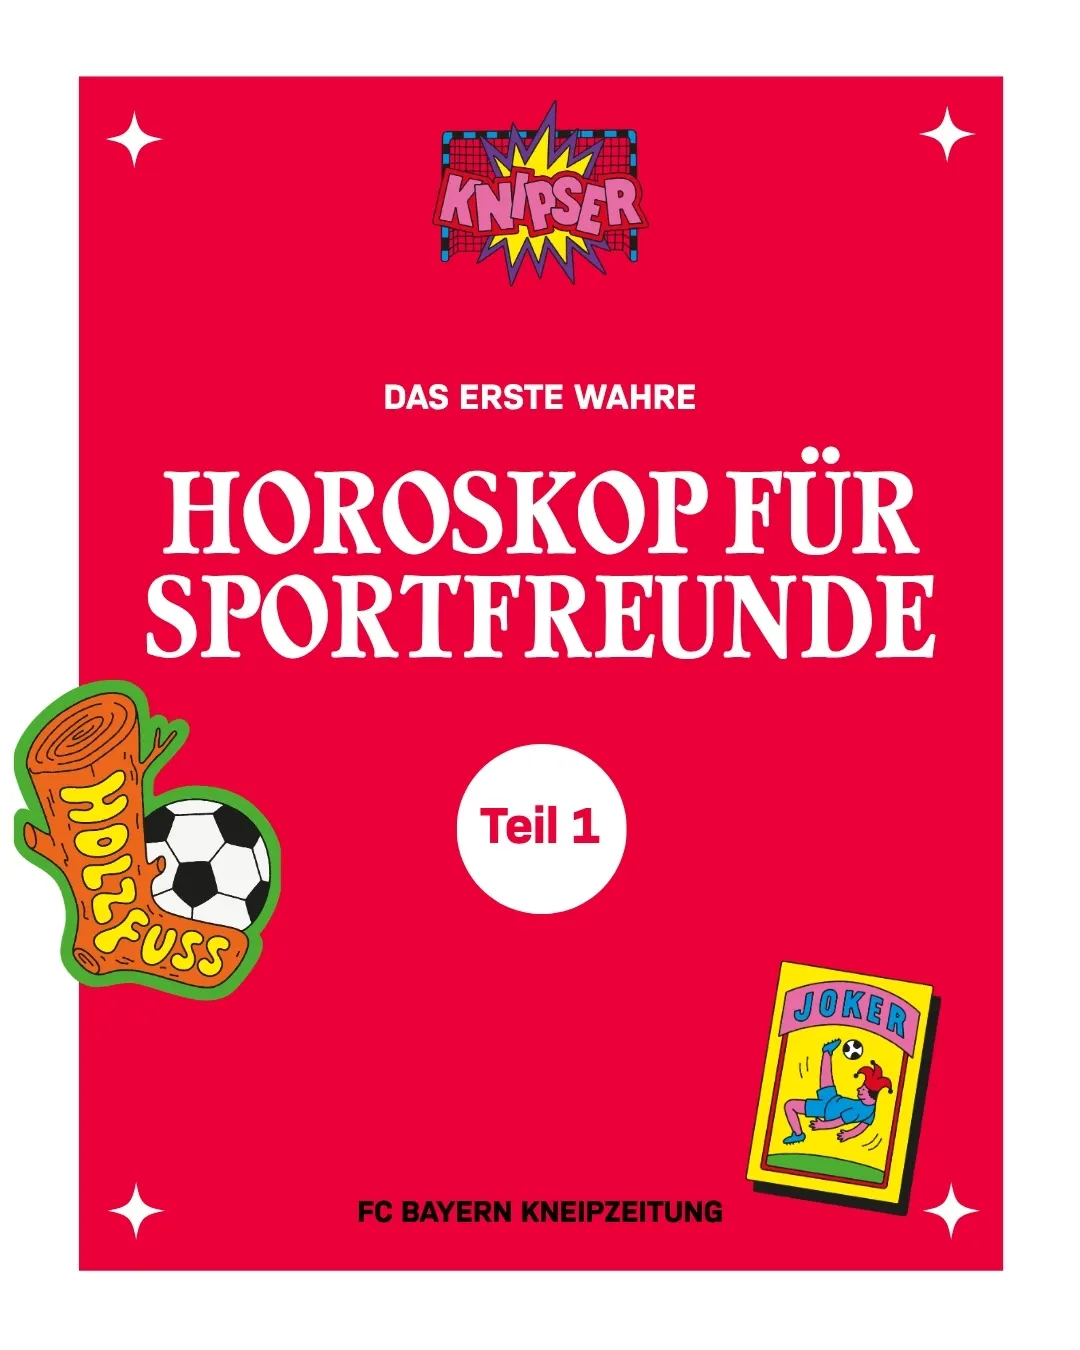 KNIPSER
DAS ERSTE WAHRE
HOROSKOP FÜR
SPORTFREUNDE
HOLZFUSS
Teil 1
JOKER
FC BAYERN KNEIPZEITUNG